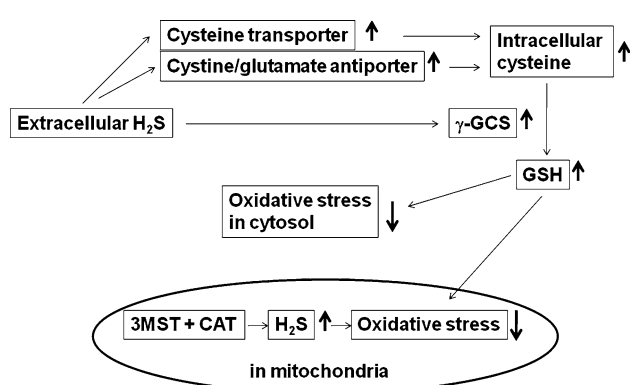 Cysteine transporter
Cystine/glutamate antiporter
Intracellular
cysteine
Extracellular H₂S
γ-GCS
GSH
Oxidative stress
in cytosol
3MST + CAT
H₂S
Oxidative stress
in mitochondria